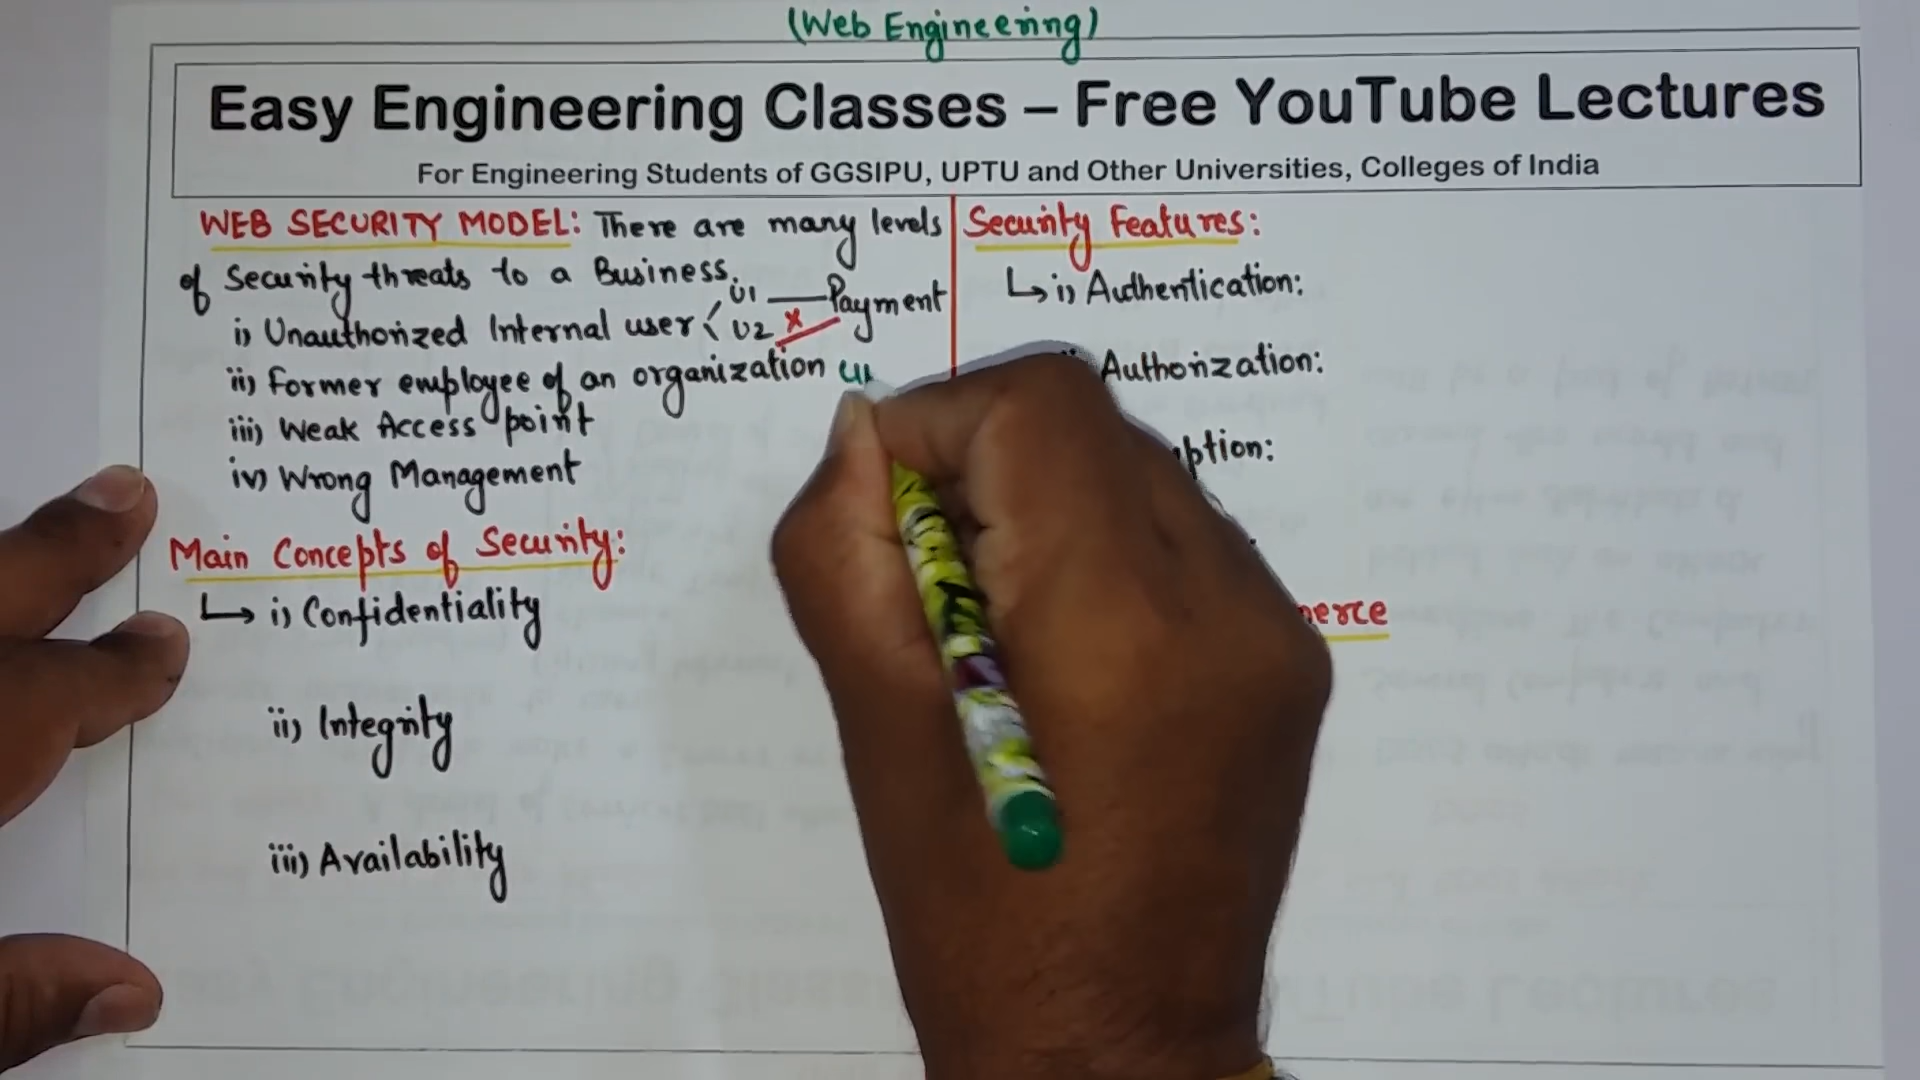 (Web Engineering)
Easy Engineering Classes – Free YouTube Lectures
For Engineering Students of GGSIPU, UPTU and Other Universities, Colleges of India
WEB SECURITY MODEL: There are many levels
of Security threats to a Business.
i) Unauthorized Internal user < U1 — Payment
U2 x
ii) Former employee of an organization
iii) Weak Access point
iv) Wrong Management
Main Concepts of Security:
↳ i) Confidentiality
ii) Integrity
iii) Availability
Security Features:
↳ i) Authentication:
Authorization: